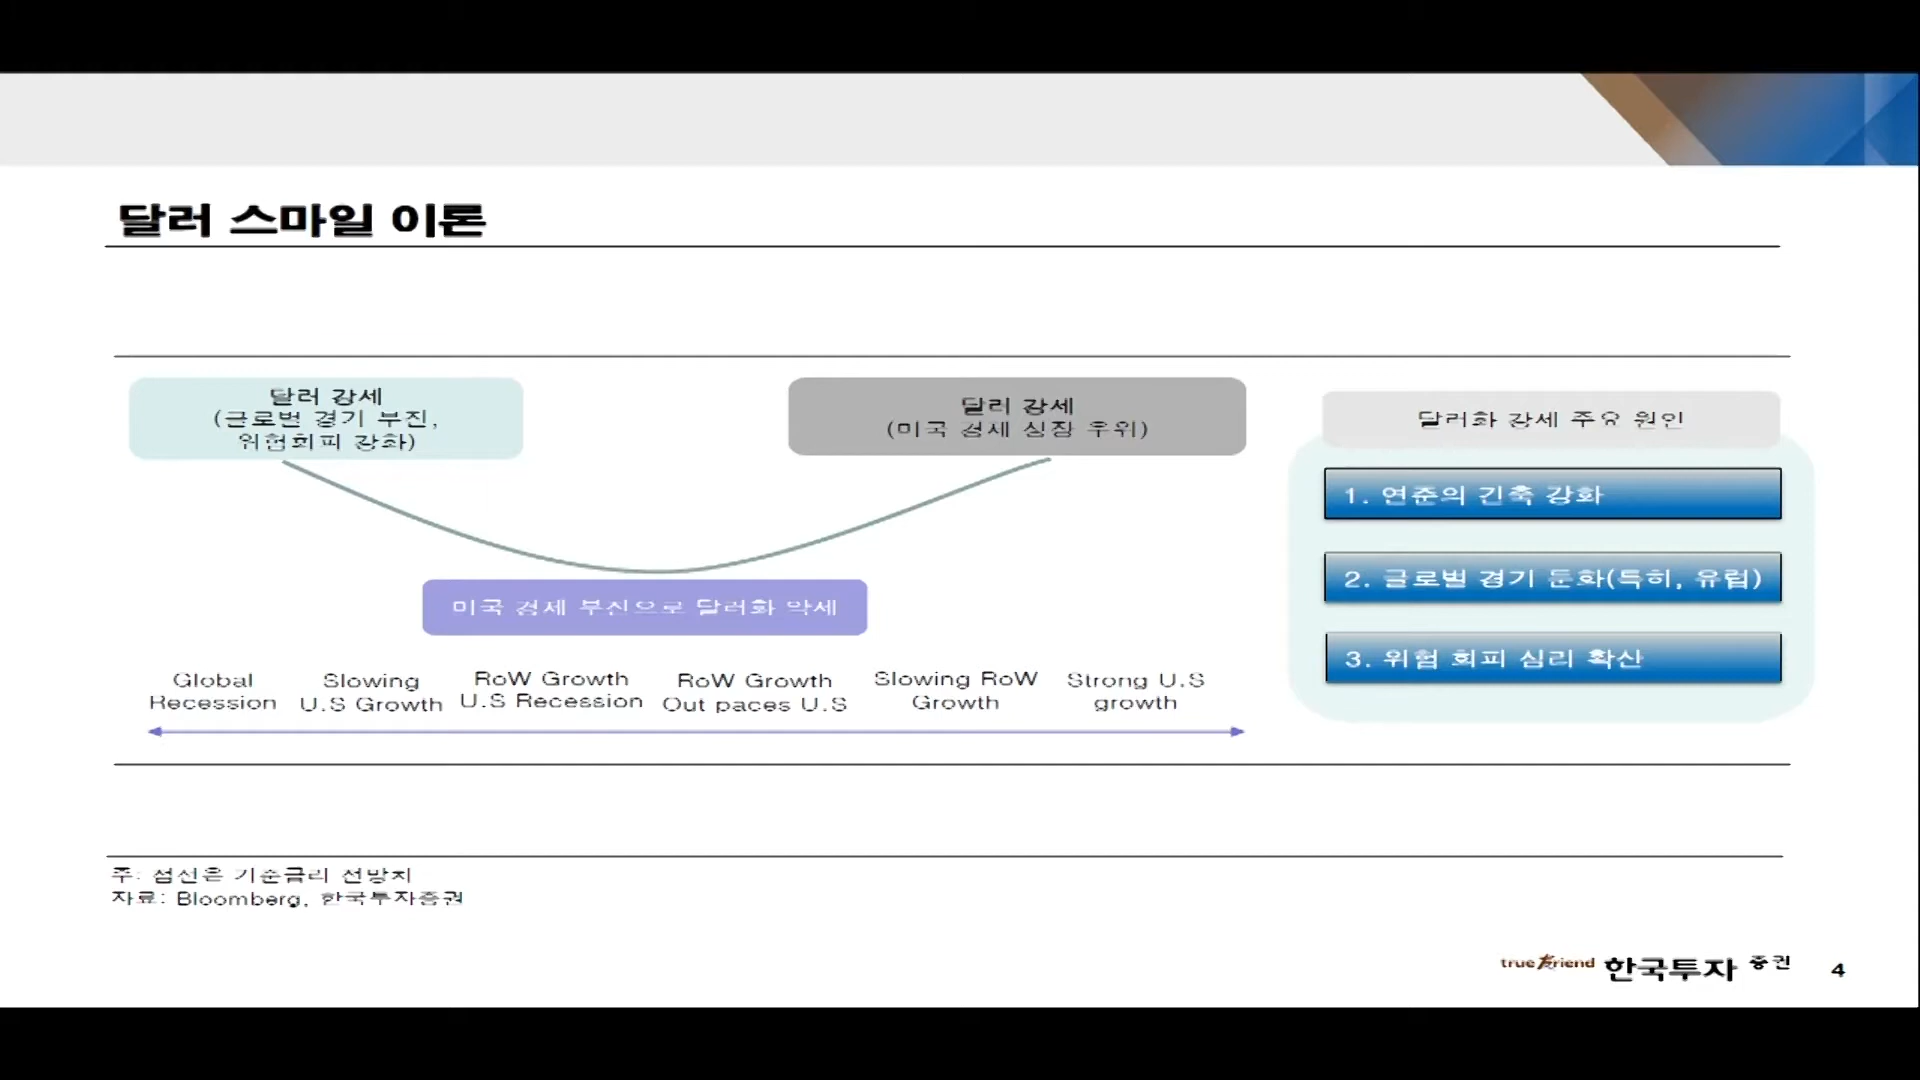 달러 스마일 이론
달러 강세
(글로벌 경기 부진,
위험회피 강화)
달러 강세
(미국 경제 성장 우위)
미국 경제 부진으로 달러화 약세
Global
Recession
Slowing
U.S Growth
RoW Growth
U.S Recession
RoW Growth
Out paces U.S
Slowing RoW
Growth
Strong U.S
growth
달러화 강세 주요 원인
1. 연준의 긴축 강화
2. 글로벌 경기 둔화(특히, 유럽)
3. 위험 회피 심리 확산
주: 점선은 기준금리 전망치
자료: Bloomberg, 한국투자증권
true friend 한국투자 증권
4